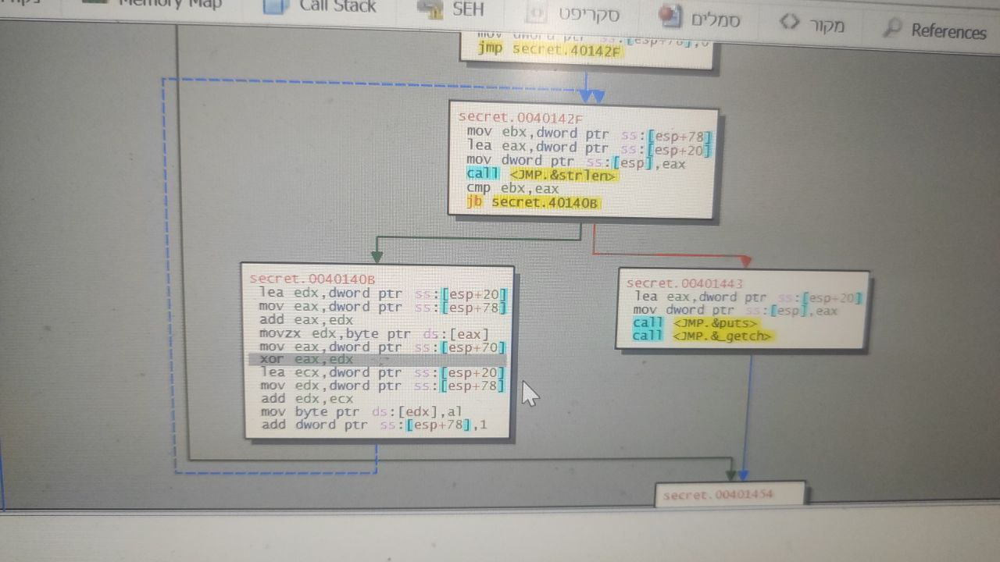 Memory Map
Call Stack
SEH
סקריפט
סמלים
מקור
References
mov dword ptr ss:[esp+78],0
jmp secret.40142F
secret.0040142F
mov ebx,dword ptr ss:[esp+78]
lea eax,dword ptr ss:[esp+20]
mov dword ptr ss:[esp],eax
call <JMP.&strlen>
cmp ebx,eax
jb secret.40140B
secret.0040140B
lea edx,dword ptr ss:[esp+20]
mov eax,dword ptr ss:[esp+78]
add eax,edx
movzx edx,byte ptr ds:[eax]
mov eax,dword ptr ss:[esp+70]
xor eax,edx
lea ecx,dword ptr ss:[esp+20]
mov edx,dword ptr ss:[esp+78]
add edx,ecx
mov byte ptr ds:[edx],al
add dword ptr ss:[esp+78],1
secret.00401443
lea eax,dword ptr ss:[esp+20]
mov dword ptr ss:[esp],eax
call <JMP.&puts>
call <JMP.&_getch>
secret.00401454